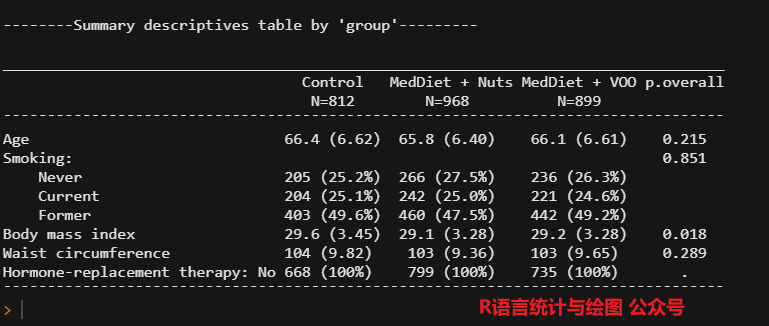 --------Summary descriptives table by 'group'---------
Control MedDiet + Nuts MedDiet + VOO p.overall
N=812 N=968 N=899
Age 66.4 (6.62) 65.8 (6.40) 66.1 (6.61) 0.215
Smoking: 0.851
Never 205 (25.2%) 266 (27.5%) 236 (26.3%)
Current 204 (25.1%) 242 (25.0%) 221 (24.6%)
Former 403 (49.6%) 460 (47.5%) 442 (49.2%)
Body mass index 29.6 (3.45) 29.1 (3.28) 29.2 (3.28) 0.018
Waist circumference 104 (9.82) 103 (9.36) 103 (9.65) 0.289
Hormone-replacement therapy: No 668 (100%) 799 (100%) 735 (100%) .
>
R语言统计与绘图 公众号